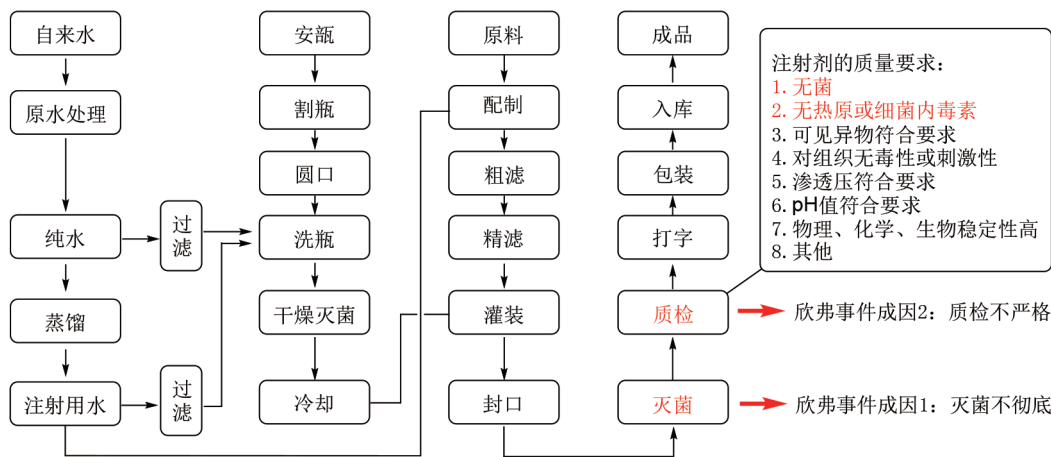 自来水
原水处理
纯水
蒸馏
注射用水
过滤
过滤
安瓿
割瓶
圆口
洗瓶
干燥灭菌
冷却
原料
配制
粗滤
精滤
灌装
封口
成品
入库
包装
打字
质检
灭菌
注射剂的质量要求：
1. 无菌
2. 无热原或细菌内毒素
3. 可见异物符合要求
4. 对组织无毒性或刺激性
5. 渗透压符合要求
6. pH值符合要求
7. 物理、化学、生物稳定性高
8. 其他
欣弗事件成因2：质检不严格
欣弗事件成因1：灭菌不彻底